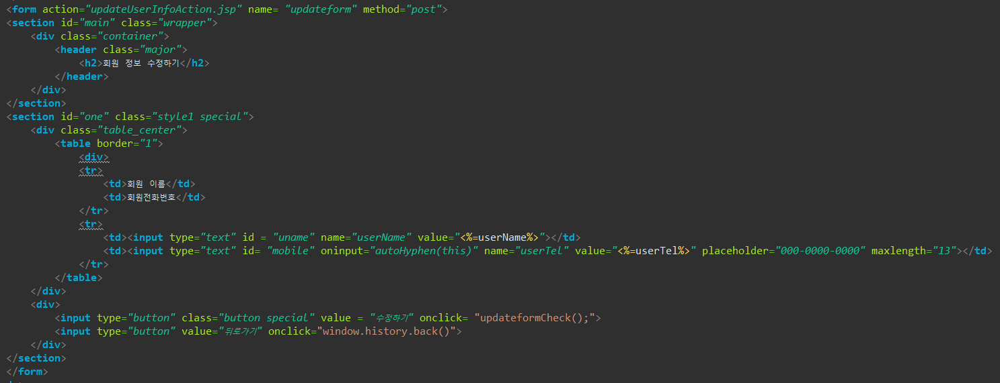 <form action="updateUserInfoAction.jsp" name= "updateform" method="post">
<section id="main" class="wrapper">
    <div class="container">
        <header class="major">
            <h2>회원 정보 수정하기</h2>
        </header>
    </div>
</section>
<section id="one" class="style1 special">
    <div class="table_center">
        <table border="1">
            <div>
            <tr>
                <td>회원 이름</td>
                <td>회원전화번호</td>
            </tr>
            <tr>
                <td><input type="text" id = "uname" name="userName" value="<%=userName%>"></td>
                <td><input type="text" id= "mobile" oninput="autoHyphen(this)" name="userTel" value="<%=userTel%>" placeholder="000-0000-0000" maxlength="13"></td>
            </tr>
        </table>
    </div>
    <div>
        <input type="button" class="button special" value = "수정하기" onclick= "updateformCheck();">
        <input type="button" value="뒤로가기" onclick="window.history.back()">
    </div>
</section>
</form>